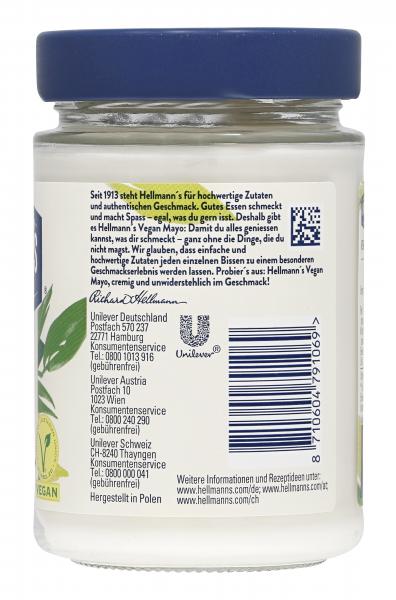 Seit 1913 steht Hellmann´s für hochwertige Zutaten
und authentischen Geschmack. Gutes Essen schmeckt
und macht Spass – egal, was du gern isst. Deshalb gibt
es Hellmann´s Vegan Mayo: Damit du alles geniessen
kannst, was dir schmeckt – ganz ohne die Dinge, die du
nicht magst. Wir glauben, dass einfache und
hochwertige Zutaten jeden einzelnen Bissen zu einem besonderen
Geschmackserlebnis werden lassen. Probier´s aus: Hellmann´s Vegan
Mayo, cremig und unwiderstehlich im Geschmack!
Richard Hellmann
Unilever Deutschland
Postfach 570 237
22771 Hamburg
Konsumentenservice
Tel.: 0800 1013 916
(gebührenfrei)
Unilever Austria
Postfach 10
1023 Wien
Konsumentenservice
Tel.: 0800 240 290
(gebührenfrei)
Unilever Schweiz
CH-8240 Thayngen
Konsumentenservice
Tel.: 0800 000 041
(gebührenfrei)
Hergestellt in Polen
Unilever®
8 710604 791069>
Weitere Informationen und Rezeptideen unter:
www.hellmanns.com/de; www.hellmanns.com/at;
www.hellmanns.com/ch
S
V
VEGAN